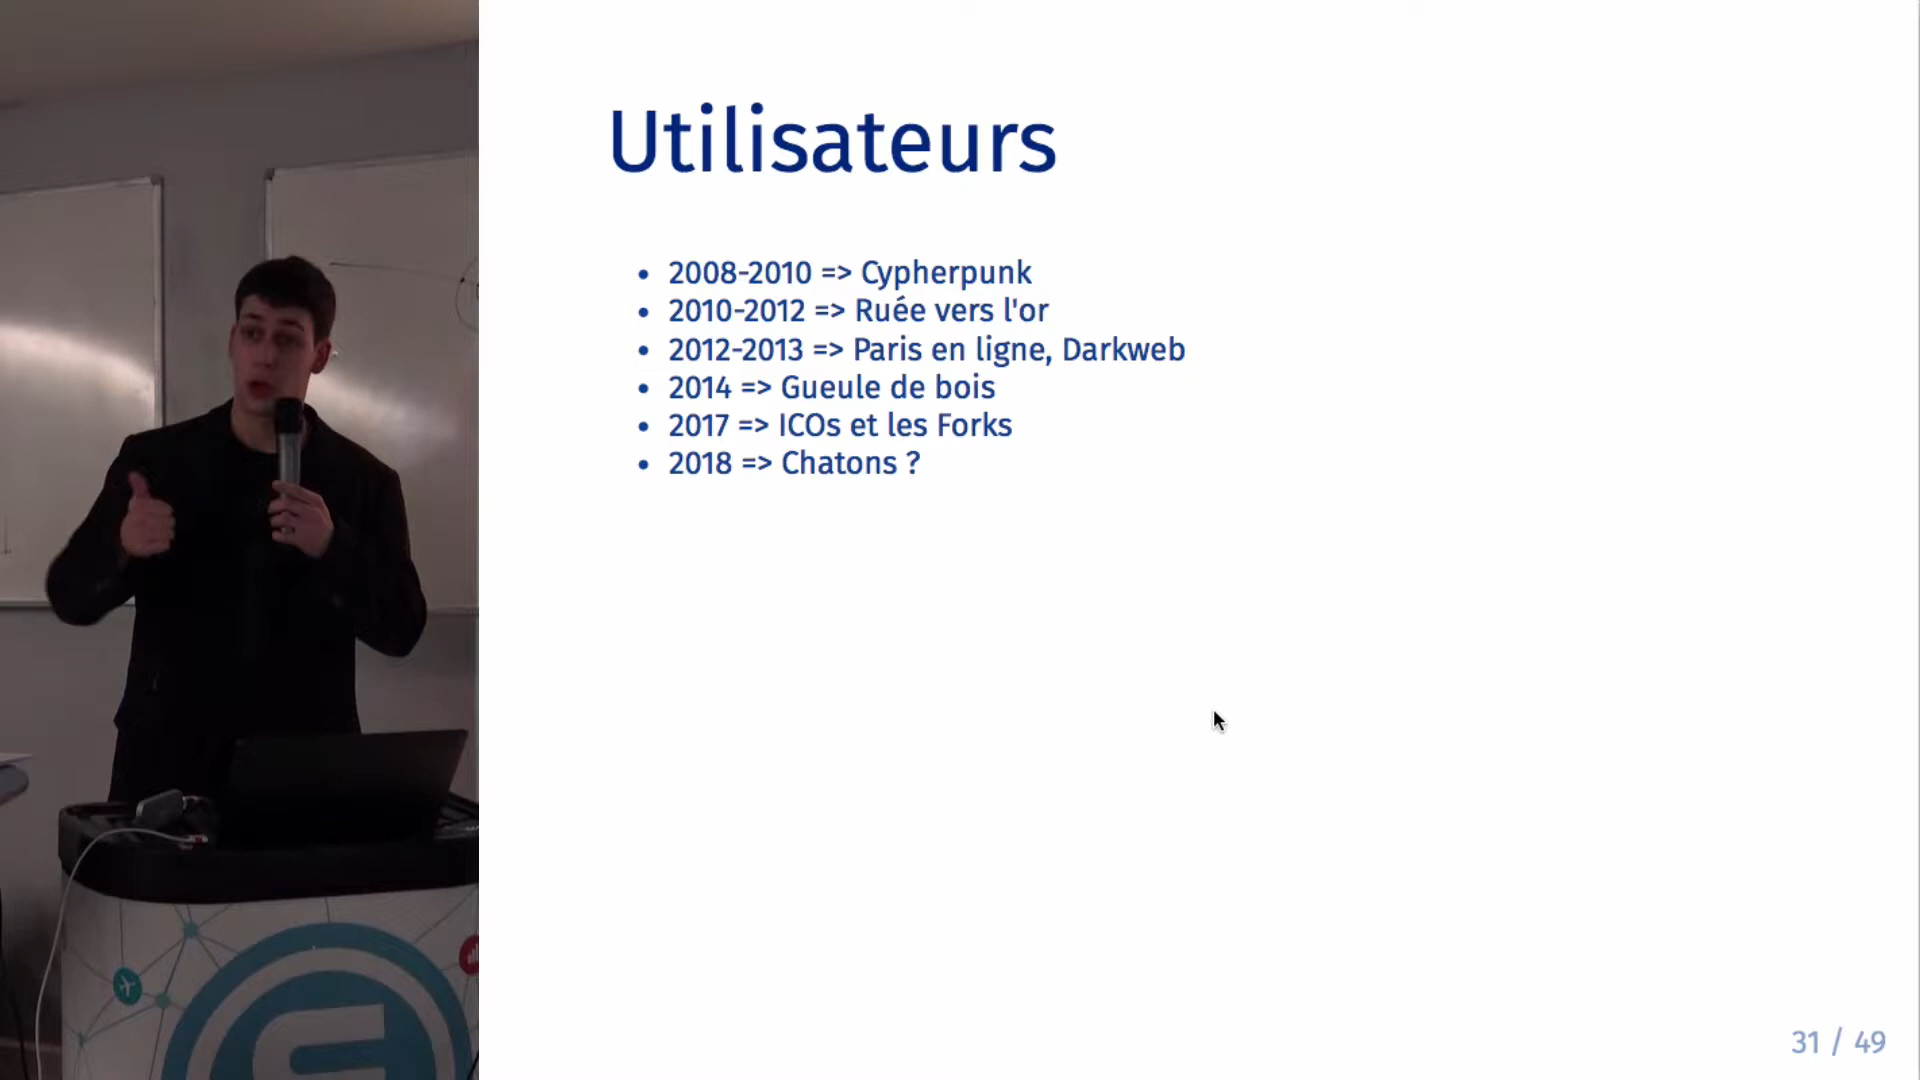 Utilisateurs
2008-2010 => Cypherpunk
2010-2012 => Ruée vers l'or
2012-2013 => Paris en ligne, Darkweb
2014 => Gueule de bois
2017 => ICOs et les Forks
2018 => Chatons ?
31 / 49